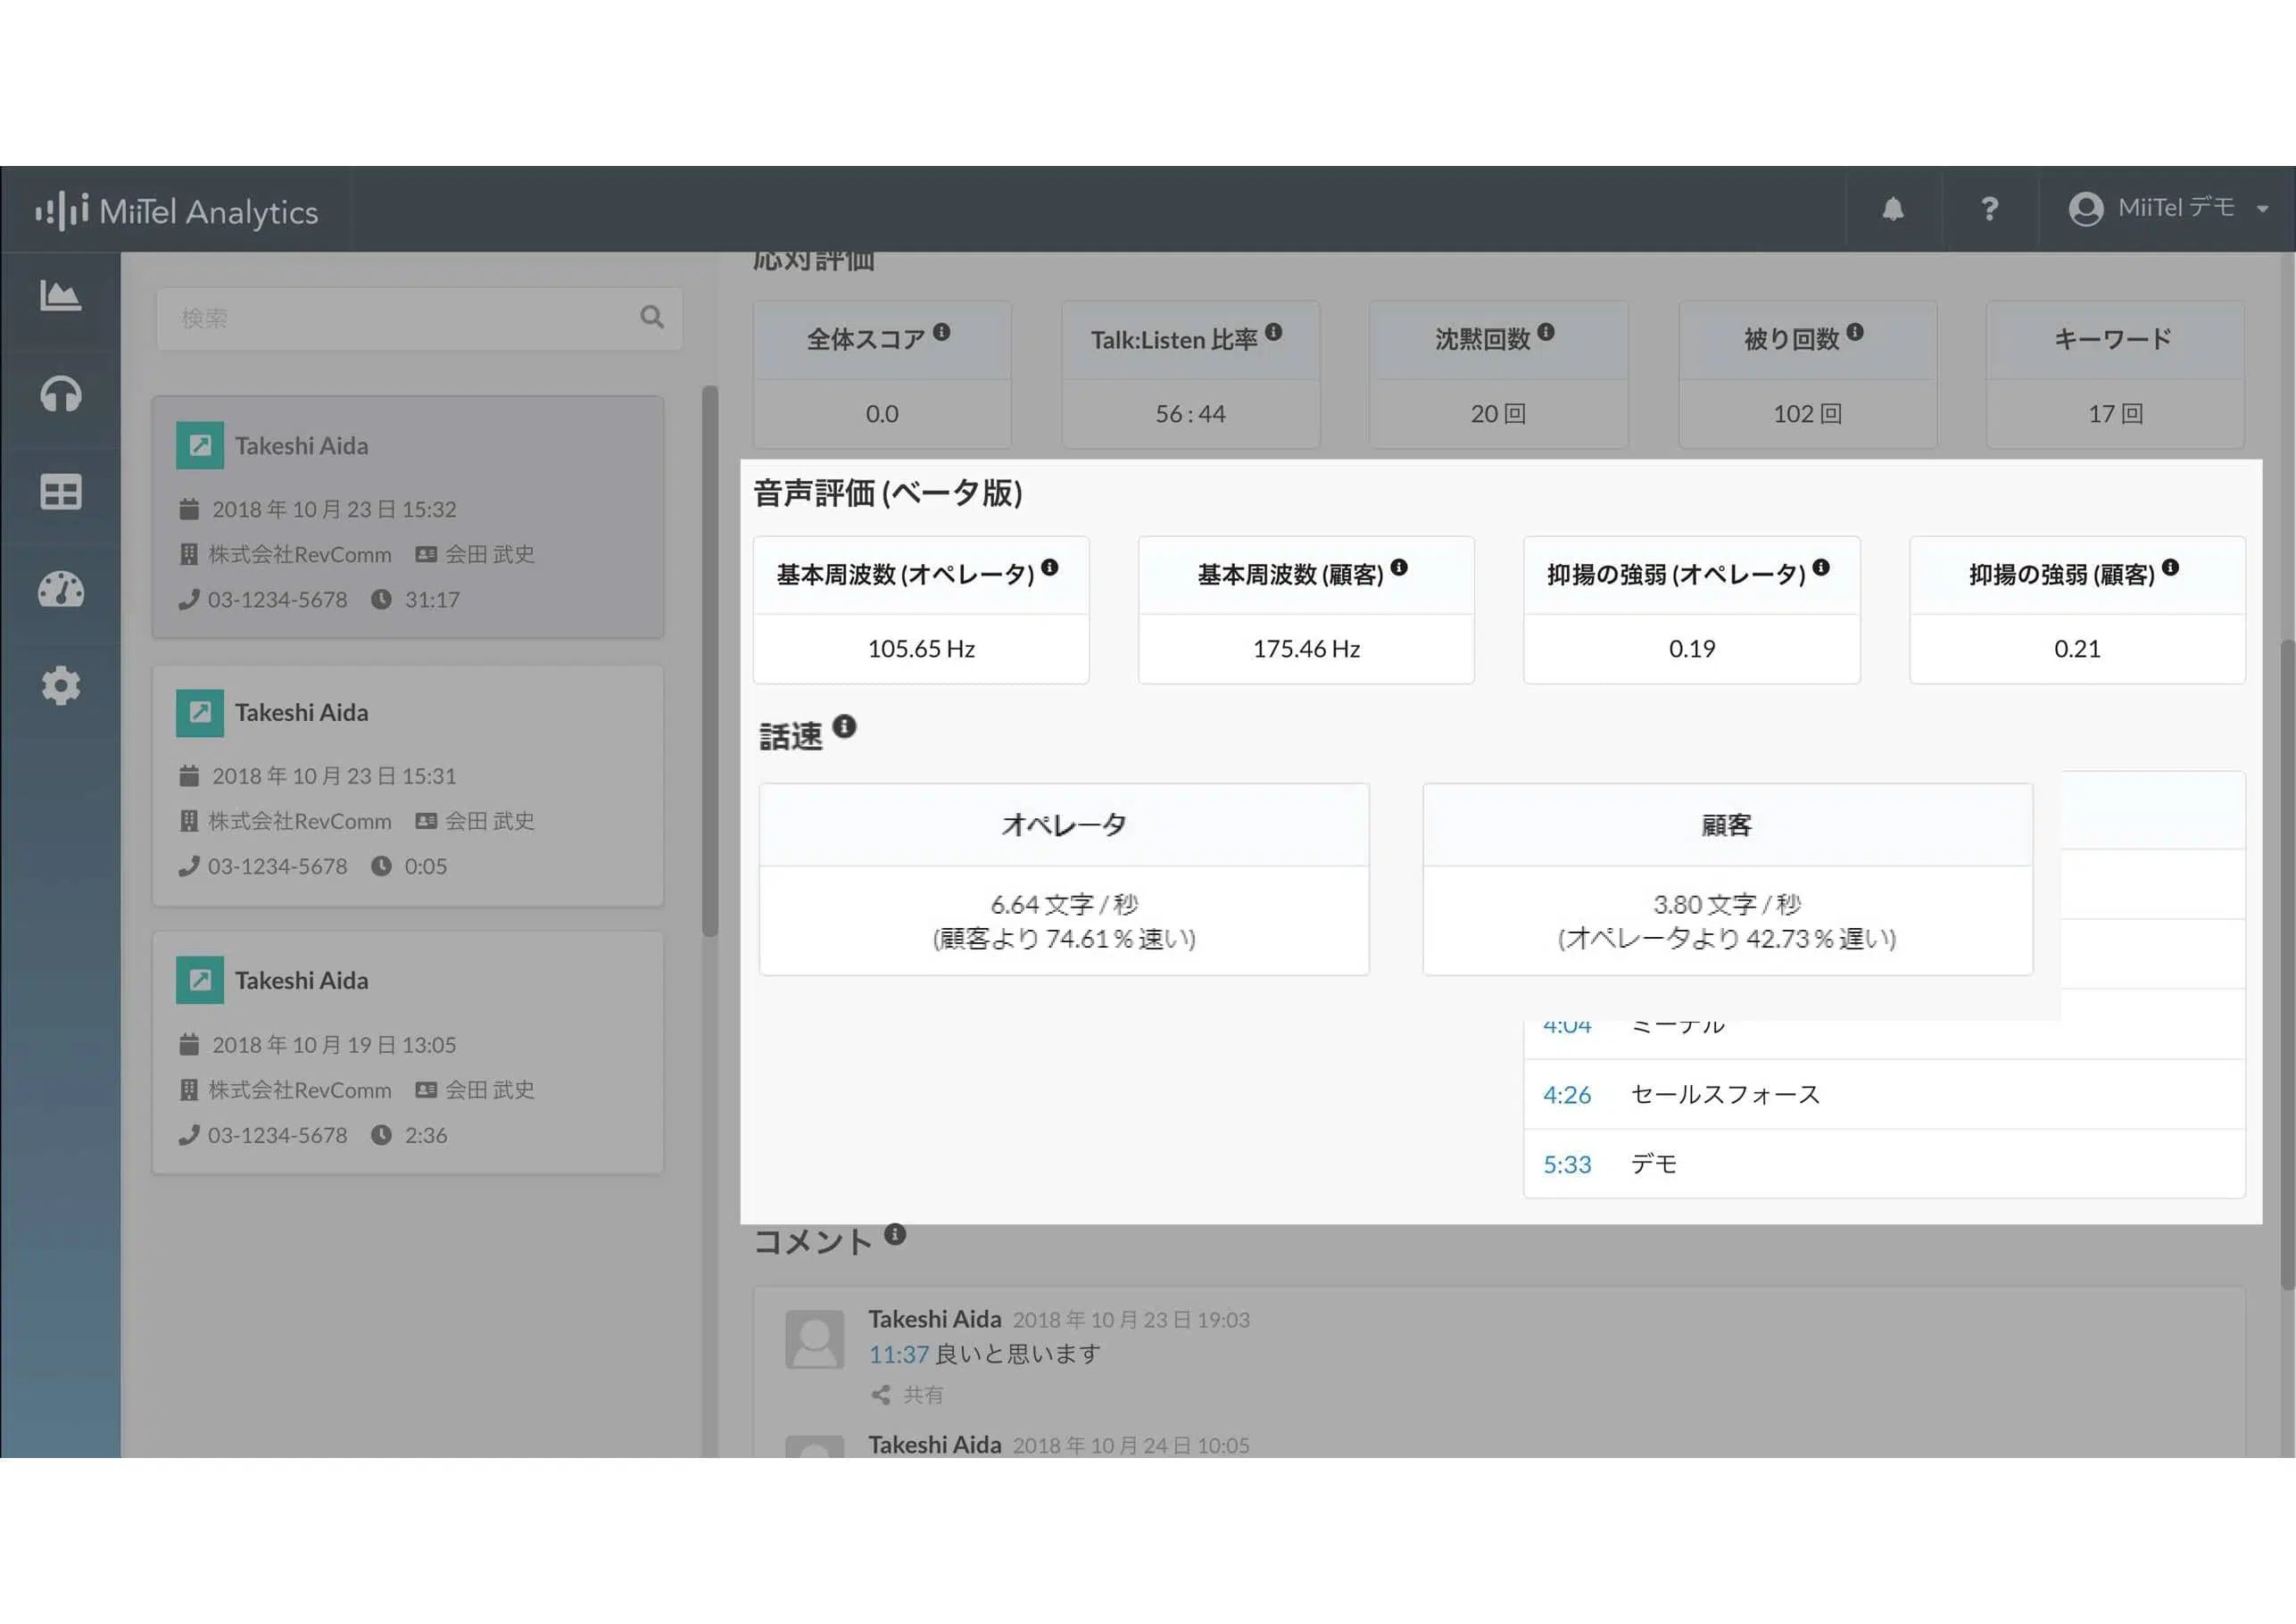 MiiTel Analytics
? MiiTel デモ
検索
Takeshi Aida
2018 年 10 月 23 日 15:32
株式会社RevComm 会田 武史
03-1234-5678 31:17
Takeshi Aida
2018 年 10 月 23 日 15:31
株式会社RevComm 会田 武史
03-1234-5678 0:05
Takeshi Aida
2018 年 10 月 19 日 13:05
株式会社RevComm 会田 武史
03-1234-5678 2:36
応対評価
全体スコア Talk:Listen 比率 沈黙回数 被り回数 キーワード
0.0 56 : 44 20 回 102 回 17 回
音声評価 (ベータ版)
基本周波数 (オペレータ) 基本周波数 (顧客) 抑揚の強弱 (オペレータ) 抑揚の強弱 (顧客)
105.65 Hz 175.46 Hz 0.19 0.21
話速
オペレータ 顧客
6.64 文字 / 秒 3.80 文字 / 秒
(顧客より 74.61 % 速い) (オペレータより 42.73 % 遅い)
4:04 ミーテル
4:26 セールスフォース
5:33 デモ
コメント
Takeshi Aida 2018 年 10 月 23 日 19:03
11:37 良いと思います
共有
Takeshi Aida 2018 年 10 月 24 日 10:05